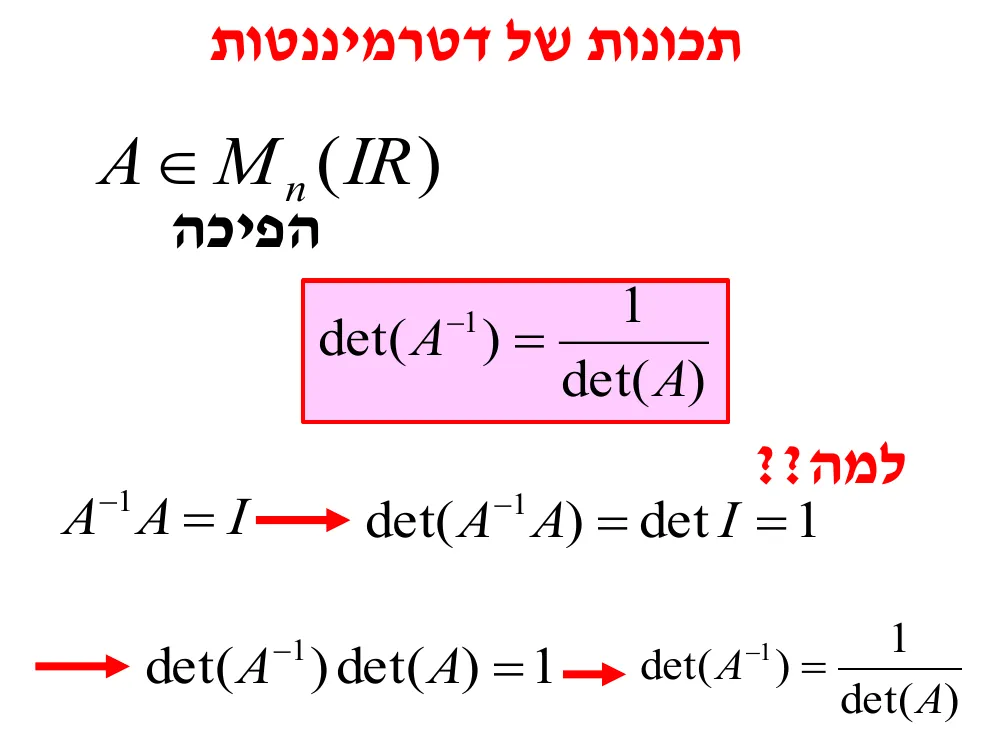 תכונות של דטרמיננטות
A ∈ M_n (IR)
הפיכה
det(A⁻¹) = 1 / det(A)
למה??
A⁻¹ A = I → det(A⁻¹ A) = det I = 1
→ det(A⁻¹) det(A) = 1 → det(A⁻¹) = 1 / det(A)